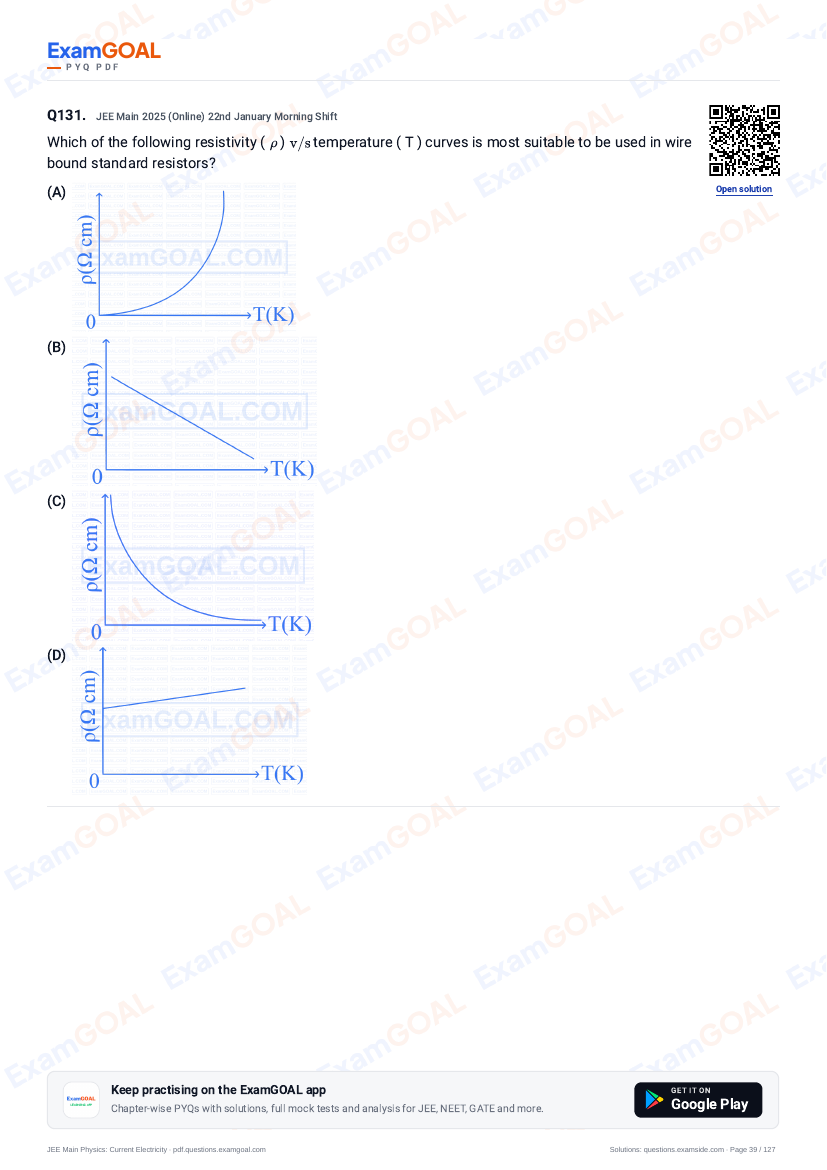 ExamGOAL
PYQ PDF
Q131. JEE Main 2025 (Online) 22nd January Morning Shift
Which of the following resistivity ( ρ ) v/s temperature ( T ) curves is most suitable to be used in wire
bound standard resistors?
Open solution
(A)
ρ(Ω cm)
ExamGOAL.COM
0
T(K)
(B)
ρ(Ω cm)
ExamGOAL.COM
0
T(K)
(C)
ρ(Ω cm)
ExamGOAL.COM
0
T(K)
(D)
ρ(Ω cm)
ExamGOAL.COM
0
T(K)
Keep practising on the ExamGOAL app
Chapter-wise PYQs with solutions, full mock tests and analysis for JEE, NEET, GATE and more.
GET IT ON
Google Play
JEE Main Physics: Current Electricity · pdf.questions.examgoal.com
Solutions: questions.examside.com · Page 39 / 127